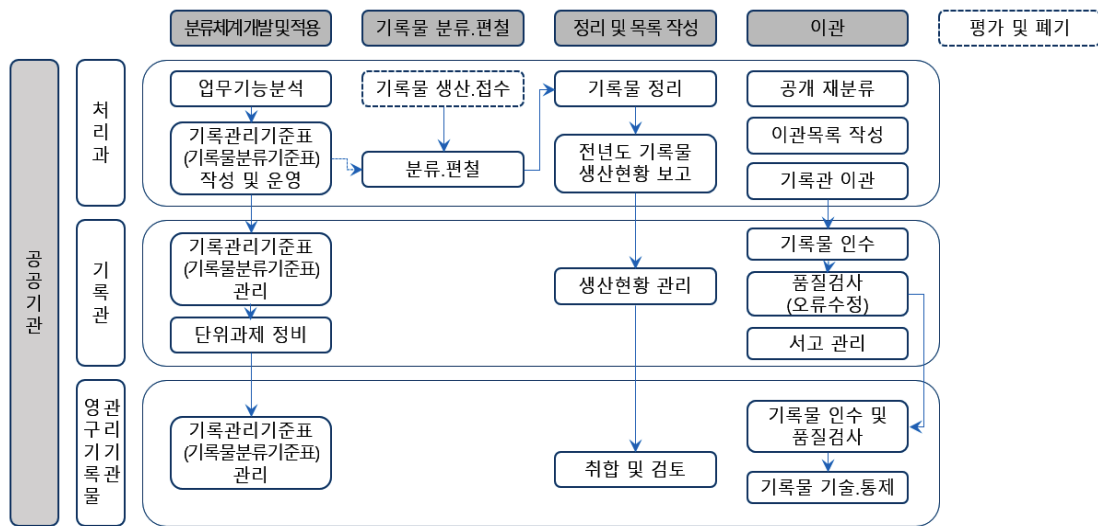 분류체계개발및적용
기록물 분류.편철
정리 및 목록 작성
이관
평가 및 폐기
공공기관
처리과
업무기능분석
기록물 생산.접수
기록물 정리
공개 재분류
기록관리기준표
(기록물분류기준표)
작성 및 운영
분류.편철
전년도 기록물
생산현황 보고
이관목록 작성
기록관 이관
기록관
기록관리기준표
(기록물분류기준표)
관리
단위과제 정비
생산현황 관리
기록물 인수
품질검사
(오류수정)
서고 관리
영구기록물
관리기관
기록관리기준표
(기록물분류기준표)
관리
취합 및 검토
기록물 인수 및
품질검사
기록물 기술.통제